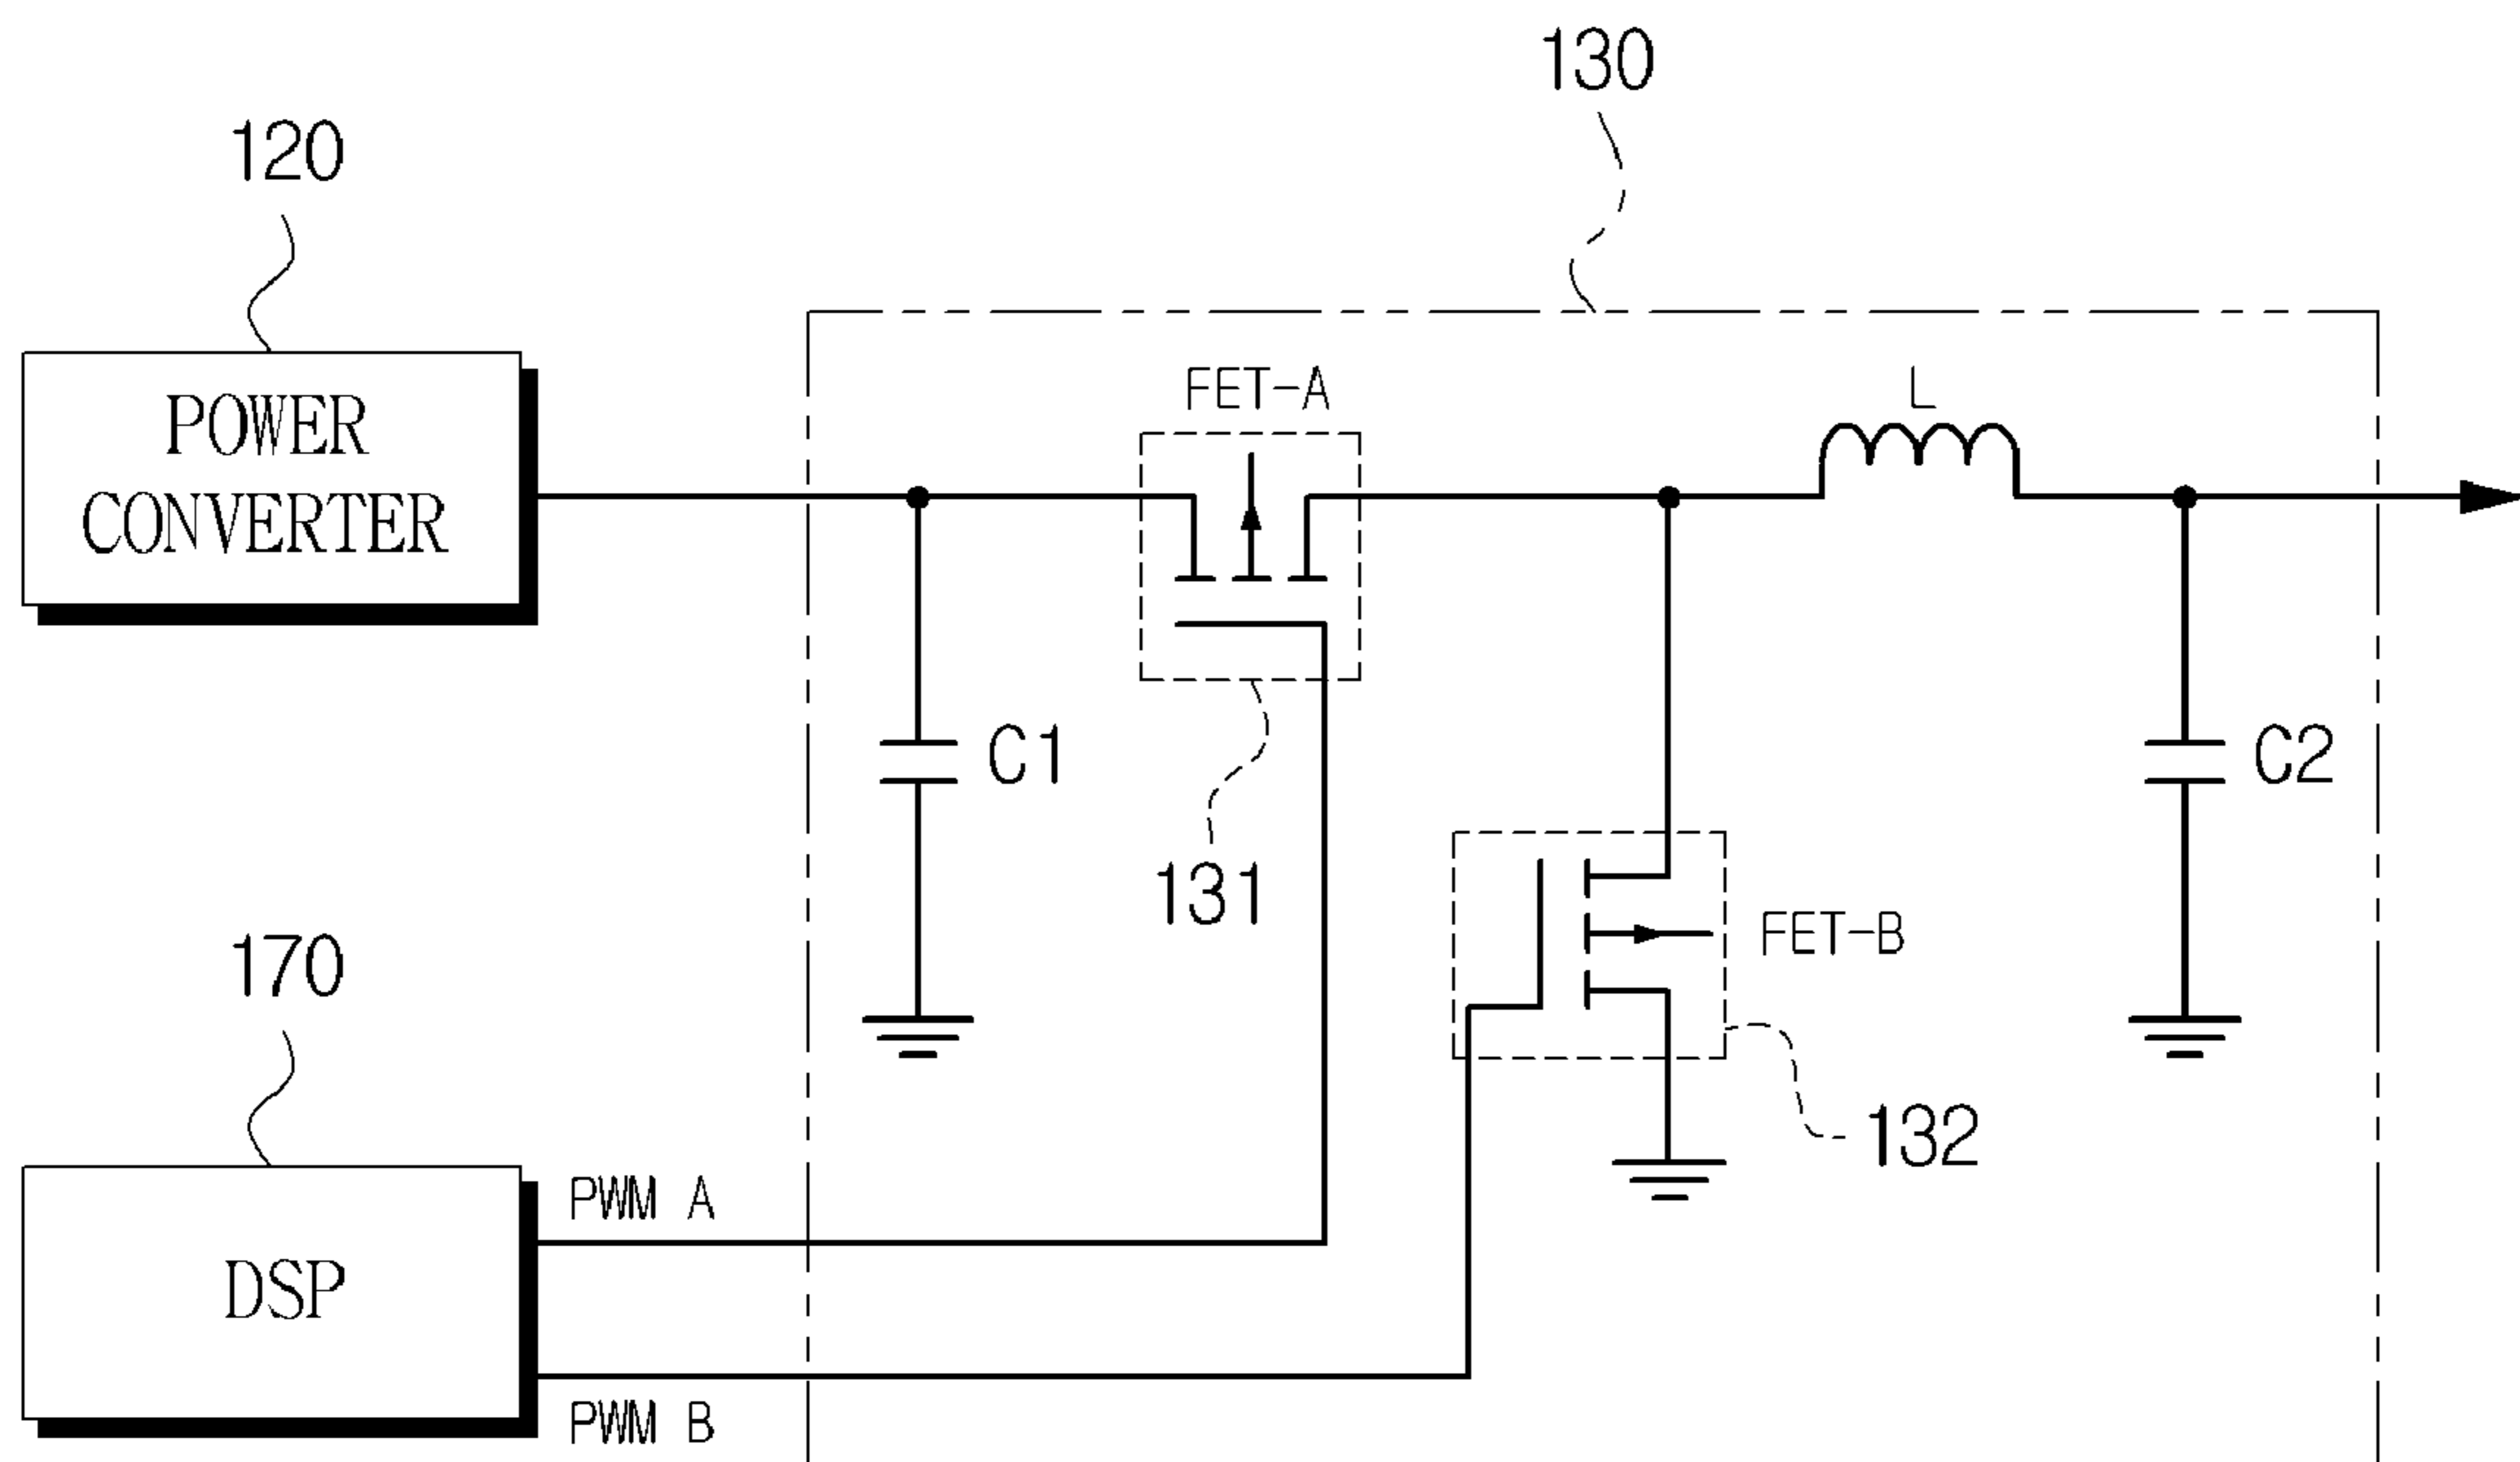 130
120
POWER
CONVERTER
FET-A
L
C1
C2
131
FET-B
170
132
PWM A
DSP
PWM B